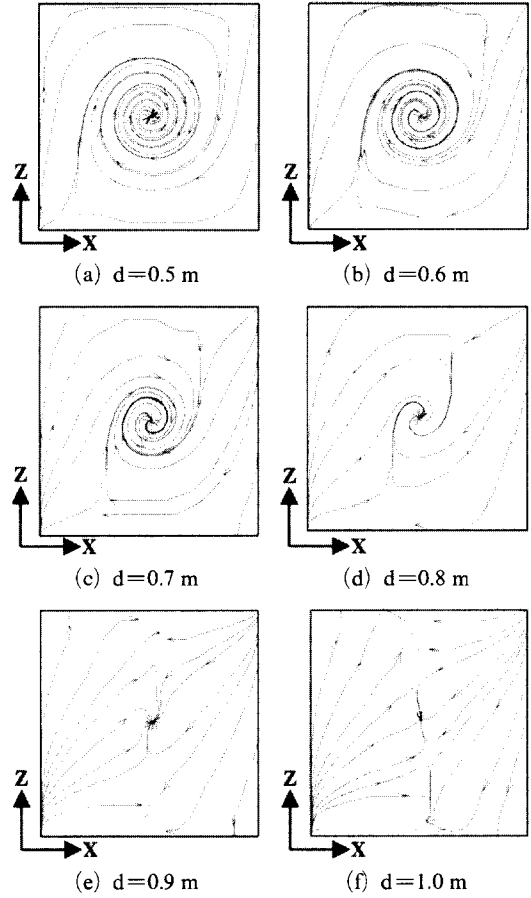 Z
Z
X
X
(a) d=0.5 m
(b) d=0.6 m
Z
Z
X
X
(c) d=0.7 m
(d) d=0.8 m
Z
Z
X
X
(e) d=0.9 m
(f) d=1.0 m